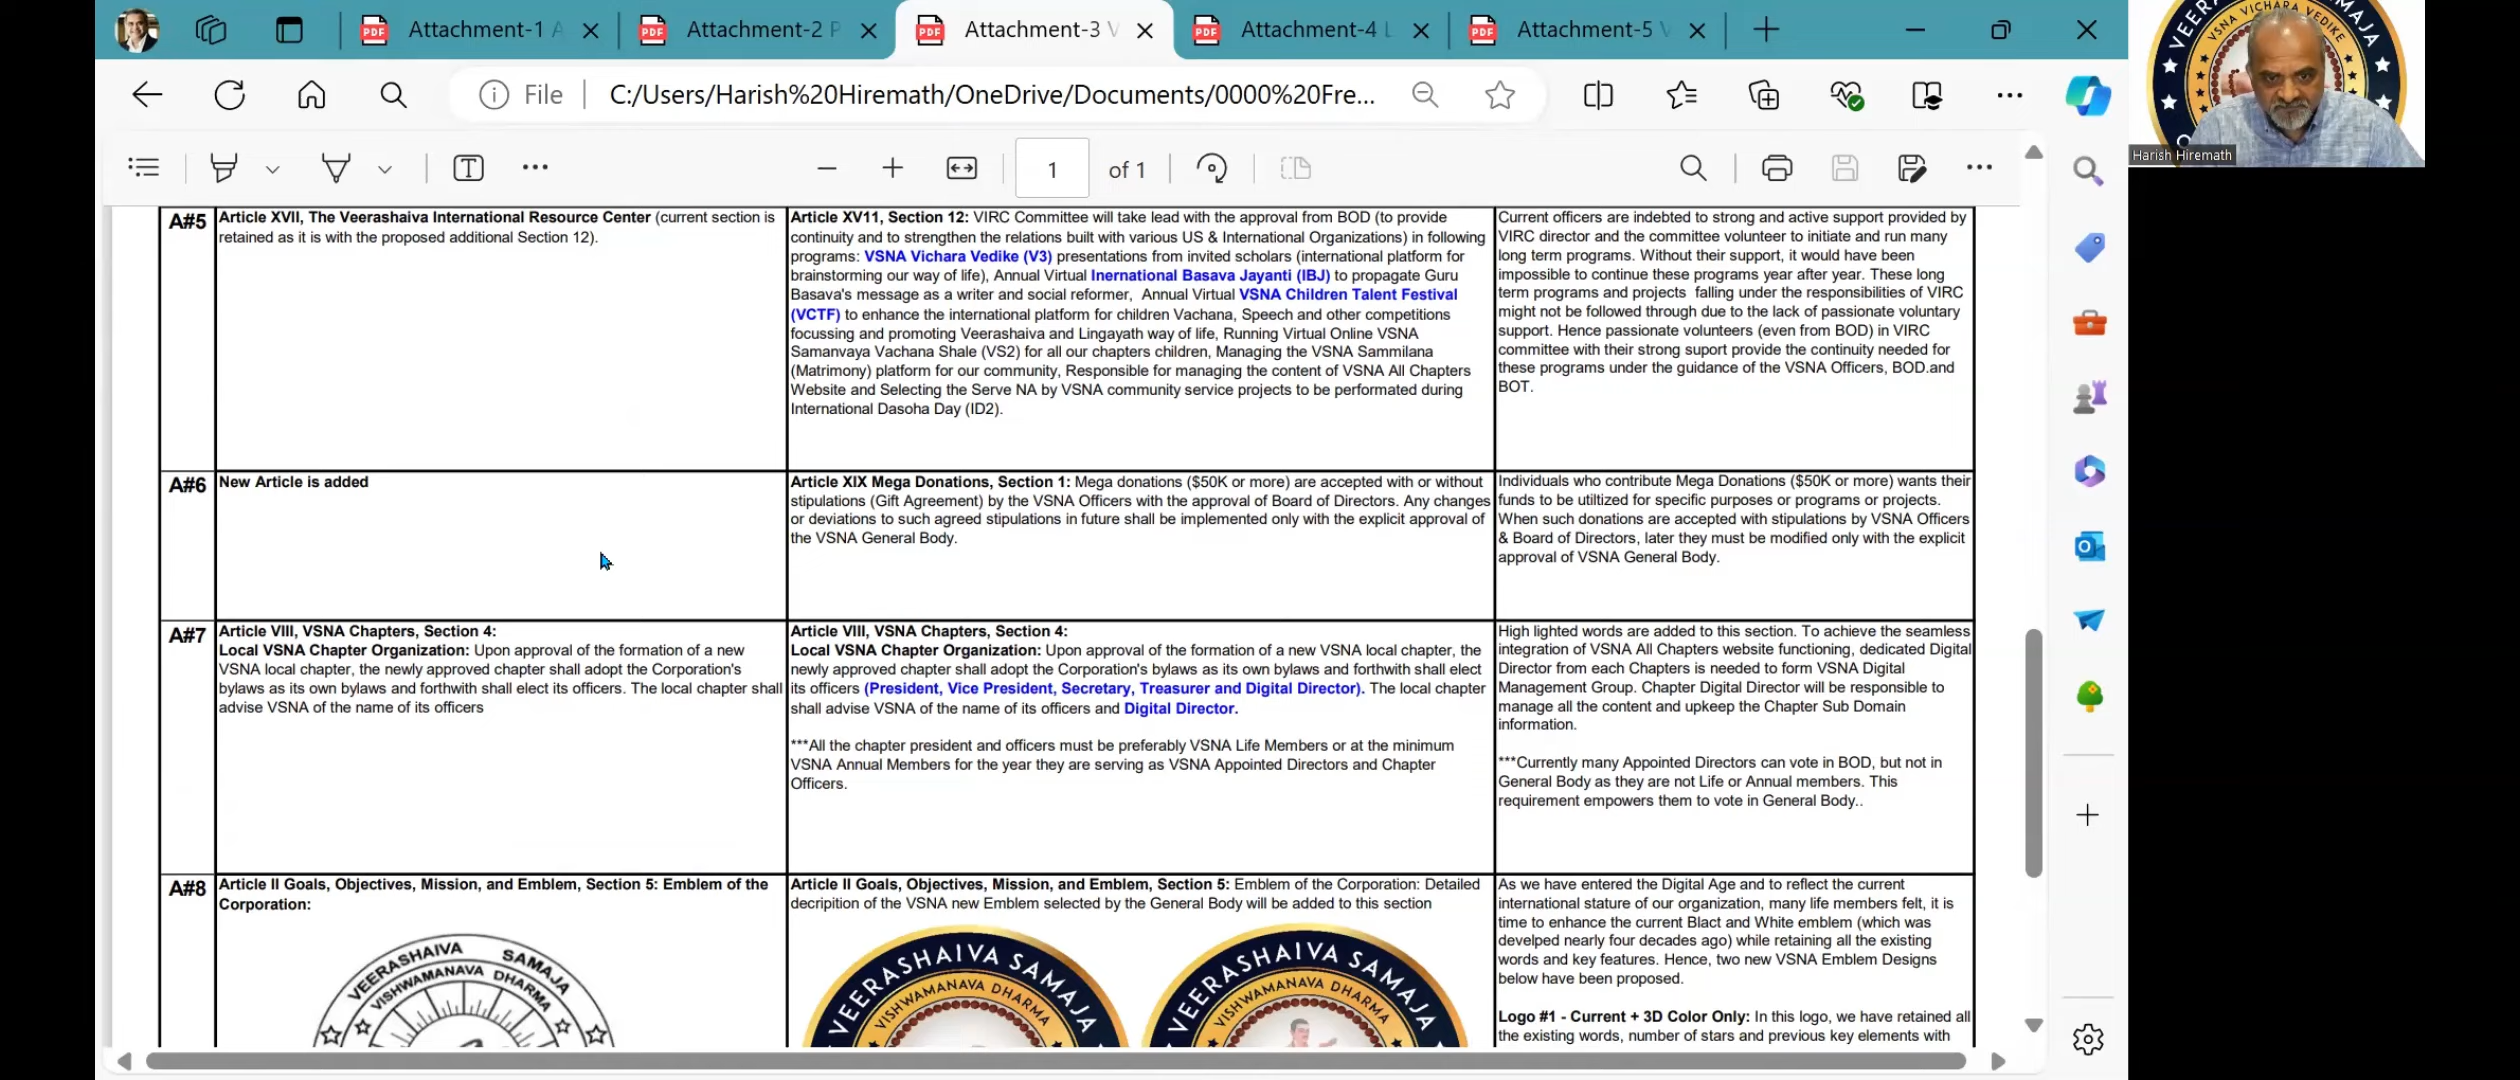 Attachment-1 A
Attachment-2 P
Attachment-3 V
Attachment-4 L
Attachment-5 V
File
C:/Users/Harish%20Hiremath/OneDrive/Documents/0000%20Fre...
1 of 1
Harish Hiremath
VEERASHAIVA SAMAJA
VSNA VICHARA VEDIKE
A#5
Article XVII, The Veerashaiva International Resource Center (current section is
retained as it is with the proposed additional Section 12).
Article XV11, Section 12: VIRC Committee will take lead with the approval from BOD (to provide
continuity and to strengthen the relations built with various US & International Organizations) in following
programs: VSNA Vichara Vedike (V3) presentations from invited scholars (international platform for
brainstorming our way of life), Annual Virtual Inernational Basava Jayanti (IBJ) to propagate Guru
Basava's message as a writer and social reformer, Annual Virtual VSNA Children Talent Festival
(VCTF) to enhance the international platform for children Vachana, Speech and other competitions
focussing and promoting Veerashaiva and Lingayath way of life, Running Virtual Online VSNA
Samanvaya Vachana Shale (VS2) for all our chapters children, Managing the VSNA Sammilana
(Matrimony) platform for our community, Responsible for managing the content of VSNA All Chapters
Website and Selecting the Serve NA by VSNA community service projects to be performated during
International Dasoha Day (ID2).
Current officers are indebted to strong and active support provided by
VIRC director and the committee volunteer to initiate and run many
long term programs. Without their support, it would have been
impossible to continue these programs year after year. These long
term programs and projects falling under the responsibilities of VIRC
might not be followed through due to the lack of passionate voluntary
support. Hence passionate volunteers (even from BOD) in VIRC
committee with their strong suport provide the continuity needed for
these programs under the guidance of the VSNA Officers, BOD.and
BOT.
A#6
New Article is added
Article XIX Mega Donations, Section 1: Mega donations ($50K or more) are accepted with or without
stipulations (Gift Agreement) by the VSNA Officers with the approval of Board of Directors. Any changes
or deviations to such agreed stipulations in future shall be implemented only with the explicit approval of
the VSNA General Body.
Individuals who contribute Mega Donations ($50K or more) wants their
funds to be utiltized for specific purposes or programs or projects.
When such donations are accepted with stipulations by VSNA Officers
& Board of Directors, later they must be modified only with the explicit
approval of VSNA General Body.
A#7
Article VIII, VSNA Chapters, Section 4:
Local VSNA Chapter Organization: Upon approval of the formation of a new
VSNA local chapter, the newly approved chapter shall adopt the Corporation's
bylaws as its own bylaws and forthwith shall elect its officers. The local chapter shall
advise VSNA of the name of its officers
Article VIII, VSNA Chapters, Section 4:
Local VSNA Chapter Organization: Upon approval of the formation of a new VSNA local chapter, the
newly approved chapter shall adopt the Corporation's bylaws as its own bylaws and forthwith shall elect
its officers (President, Vice President, Secretary, Treasurer and Digital Director). The local chapter
shall advise VSNA of the name of its officers and Digital Director.
***All the chapter president and officers must be preferably VSNA Life Members or at the minimum
VSNA Annual Members for the year they are serving as VSNA Appointed Directors and Chapter
Officers.
High lighted words are added to this section. To achieve the seamless
integration of VSNA All Chapters website functioning, dedicated Digital
Director from each Chapters is needed to form VSNA Digital
Management Group. Chapter Digital Director will be responsible to
manage all the content and upkeep the Chapter Sub Domain
information.
***Currently many Appointed Directors can vote in BOD, but not in
General Body as they are not Life or Annual members. This
requirement empowers them to vote in General Body..
A#8
Article II Goals, Objectives, Mission, and Emblem, Section 5: Emblem of the
Corporation:
VEERASHAIVA SAMAJA
VISHWAMANAVA DHARMA
Article II Goals, Objectives, Mission, and Emblem, Section 5: Emblem of the Corporation: Detailed
decripition of the VSNA new Emblem selected by the General Body will be added to this section
VEERASHAIVA SAMAJA
VISHWAMANAVA DHARMA
VEERASHAIVA SAMAJA
VISHWAMANAVA DHARMA
As we have entered the Digital Age and to reflect the current
international stature of our organization, many life members felt, it is
time to enhance the current Blact and White emblem (which was
develped nearly four decades ago) while retaining all the existing
words and key features. Hence, two new VSNA Emblem Designs
below have been proposed.
Logo #1 - Current + 3D Color Only: In this logo, we have retained all
the existing words, number of stars and previous key elements with